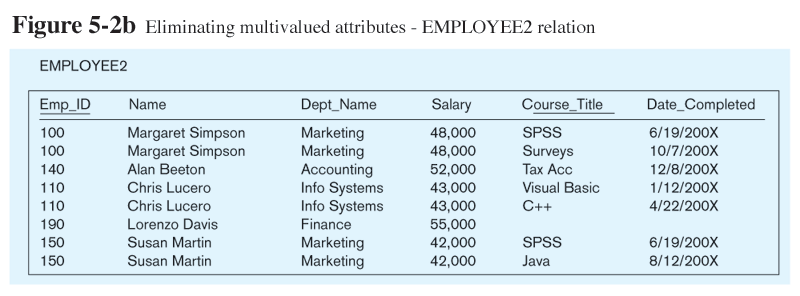 Figure 5-2b Eliminating multivalued attributes - EMPLOYEE2 relation
EMPLOYEE2
Emp_ID Name Dept_Name Salary Course_Title Date_Completed
100 Margaret Simpson Marketing 48,000 SPSS 6/19/200X
100 Margaret Simpson Marketing 48,000 Surveys 10/7/200X
140 Alan Beeton Accounting 52,000 Tax Acc 12/8/200X
110 Chris Lucero Info Systems 43,000 Visual Basic 1/12/200X
110 Chris Lucero Info Systems 43,000 C++ 4/22/200X
190 Lorenzo Davis Finance 55,000
150 Susan Martin Marketing 42,000 SPSS 6/19/200X
150 Susan Martin Marketing 42,000 Java 8/12/200X